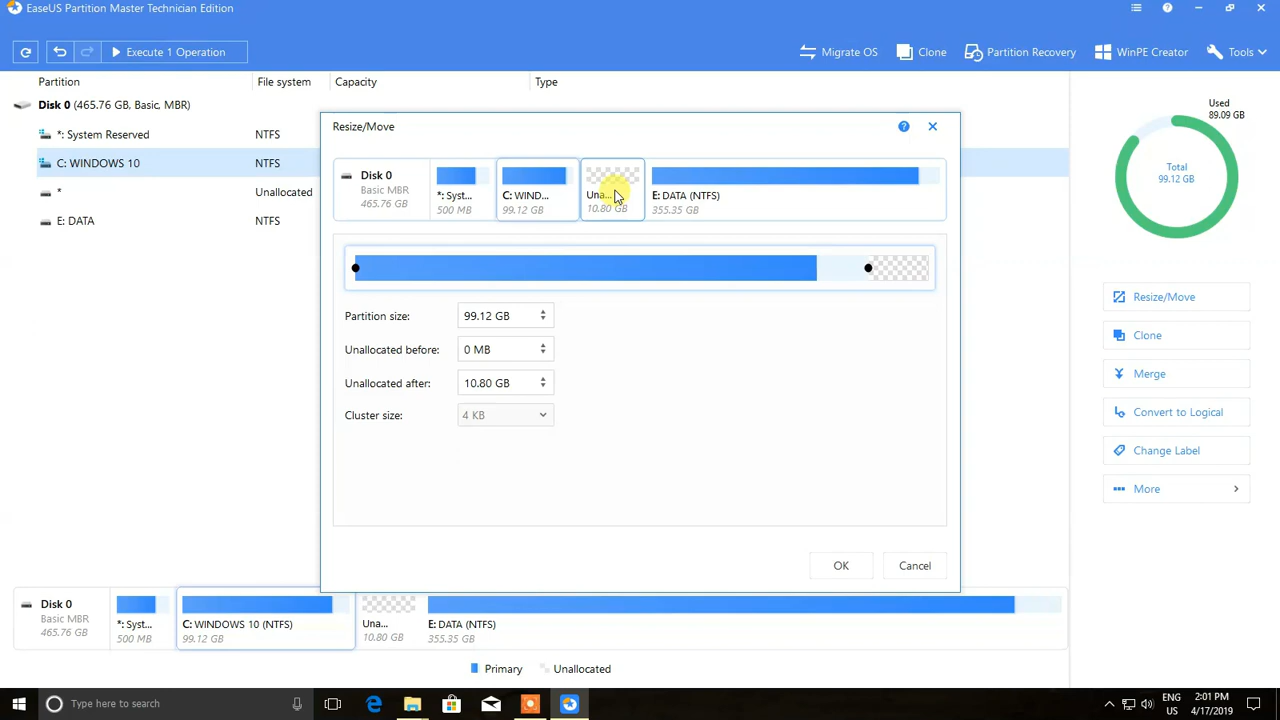 EaseUS Partition Master Technician Edition
Execute 1 Operation
Migrate OS
Clone
Partition Recovery
WinPE Creator
Tools
Partition File system Capacity Type
Disk 0 (465.76 GB, Basic, MBR)
*: System Reserved NTFS
C: WINDOWS 10 NTFS
* Unallocated
E: DATA NTFS
Resize/Move
Disk 0
Basic MBR
465.76 GB
*: Syst...
500 MB
C: WIND...
99.12 GB
Una...
10.80 GB
E: DATA (NTFS)
355.35 GB
Partition size: 99.12 GB
Unallocated before: 0 MB
Unallocated after: 10.80 GB
Cluster size: 4 KB
OK
Cancel
Used
89.09 GB
Total
99.12 GB
Resize/Move
Clone
Merge
Convert to Logical
Change Label
More
Disk 0
Basic MBR
465.76 GB
*: Syst...
500 MB
C: WINDOWS 10 (NTFS)
99.12 GB
Una...
10.80 GB
E: DATA (NTFS)
355.35 GB
Primary
Unallocated
Type here to search
ENG
US
2:01 PM
4/17/2019